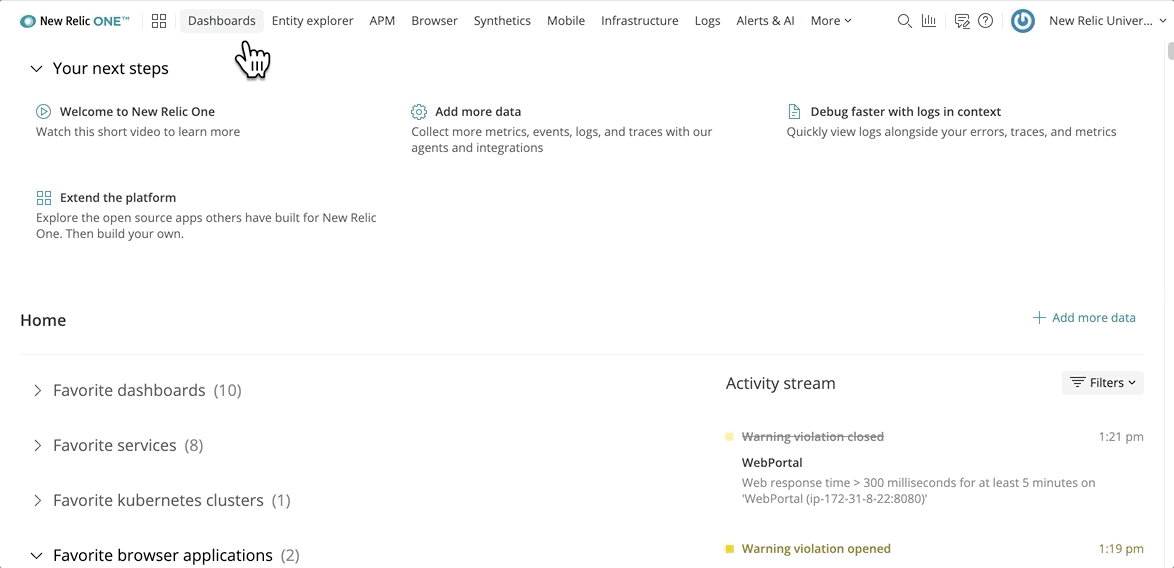 New Relic ONE™ Dashboards Entity explorer APM Browser Synthetics Mobile Infrastructure Logs Alerts & AI More New Relic Univer...
Your next steps
Welcome to New Relic One
Watch this short video to learn more
Add more data
Collect more metrics, events, logs, and traces with our
agents and integrations
Debug faster with logs in context
Quickly view logs alongside your errors, traces, and metrics
Extend the platform
Explore the open source apps others have built for New Relic
One. Then build your own.
Home
Add more data
Favorite dashboards (10)
Favorite services (8)
Favorite kubernetes clusters (1)
Favorite browser applications (2)
Activity stream
Filters
Warning violation closed 1:21 pm
WebPortal
Web response time > 300 milliseconds for at least 5 minutes on
'WebPortal (ip-172-31-8-22:8080)'
Warning violation opened 1:19 pm